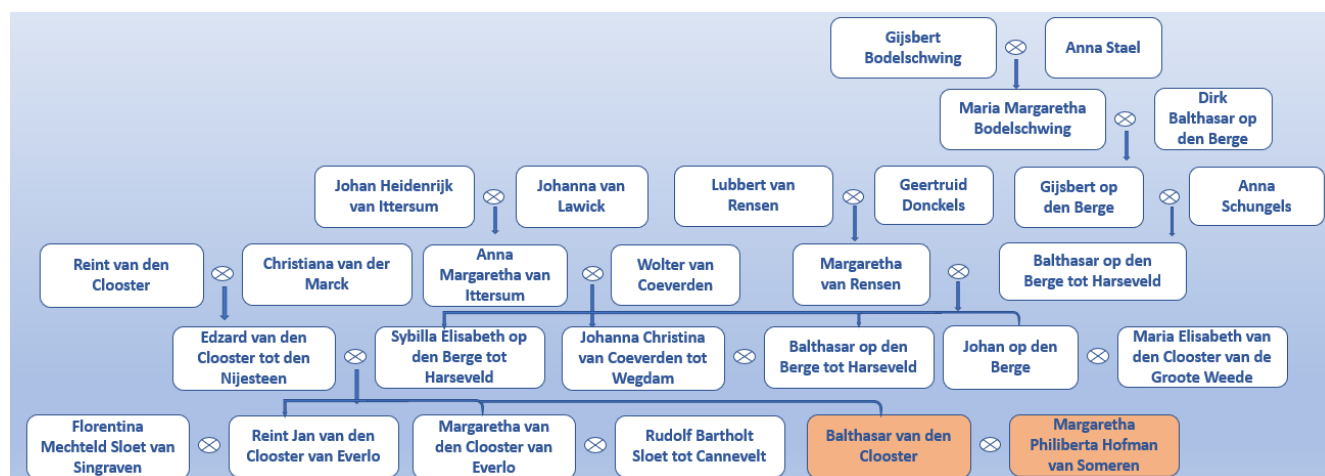 Gijsbert
Bodelschwing
Anna Stael
Maria Margaretha
Bodelschwing
Dirk
Balthasar op
den Berge
Johan Heidenrijk
van Ittersum
Johanna van
Lawick
Lubbert van
Rensen
Geertruid
Donckels
Gijsbert op
den Berge
Anna
Schungels
Reint van den
Clooster
Christiana van der
Marck
Anna
Margaretha van
Ittersum
Wolter van
Coeverden
Margaretha
van Rensen
Balthasar op den
Berge tot Harseveld
Edzard van den
Clooster tot den
Nijesteen
Sybilla Elisabeth op
den Berge tot
Harseveld
Johanna Christina
van Coeverden tot
Wegdam
Balthasar op den
Berge tot Harseveld
Johan op den
Berge
Maria Elisabeth van
den Clooster van de
Groote Weede
Florentina
Mechteld Sloet van
Singraven
Reint Jan van den
Clooster van Everlo
Margaretha van
den Clooster van
Everlo
Rudolf Bartholt
Sloet tot Cannevelt
Balthasar van den
Clooster
Margaretha
Philiberta Hofman
van Someren